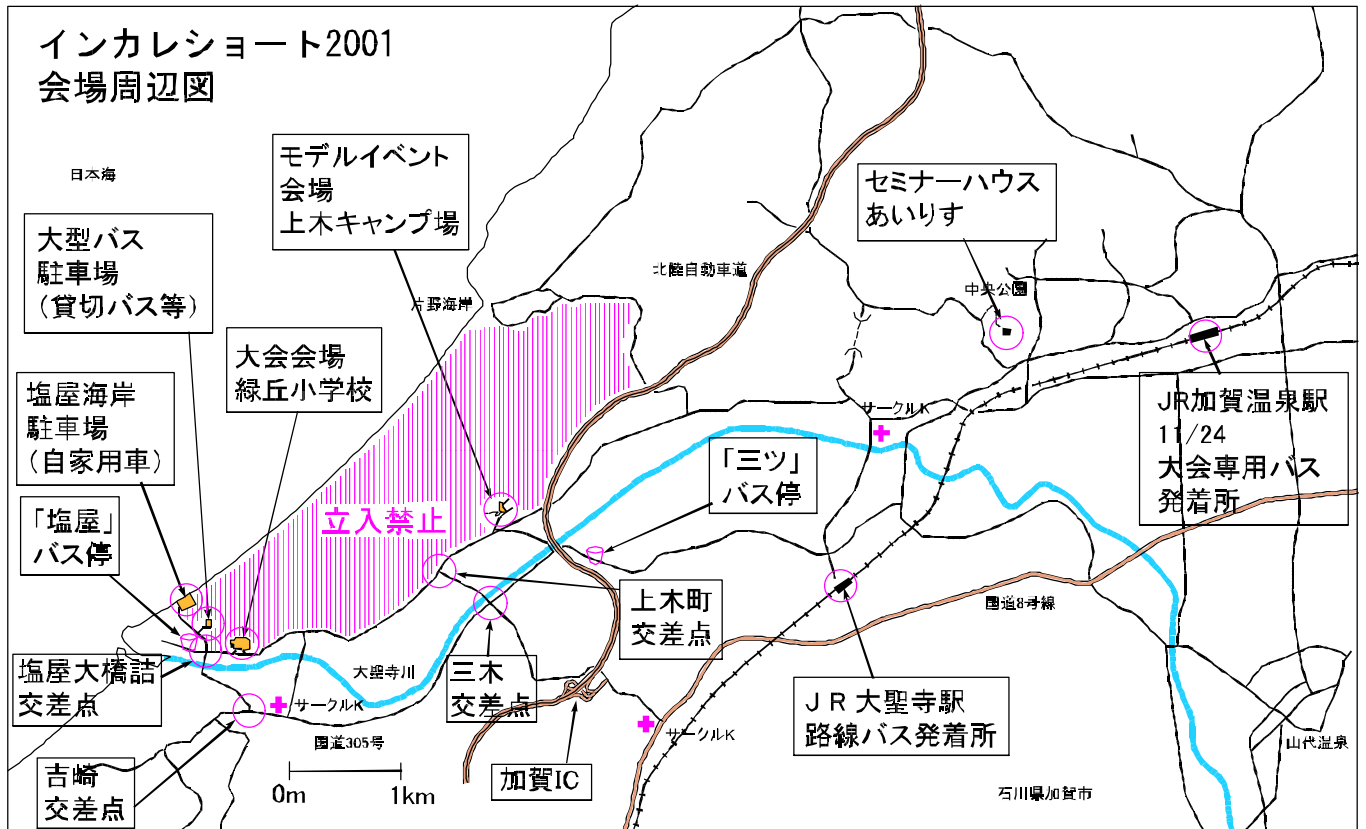 インカレショート2001
会場周辺図
日本海
モデルイベント
会場
上木キャンプ場
セミナーハウス
あいりす
大型バス
駐車場
(貸切バス等)
北陸自動車道
中央公園
片野海岸
大会会場
緑丘小学校
塩屋海岸
駐車場
(自家用車)
JR加賀温泉駅
11/24
大会専用バス
発着所
サークルK
「三ツ」
バス停
立入禁止
「塩屋」
バス停
上木町
交差点
国道8号線
塩屋大橋詰
交差点
大聖寺川
三木
交差点
JR大聖寺駅
路線バス発着所
サークルK
国道305号
サークルK
山代温泉
吉崎
交差点
0m
1km
加賀IC
石川県加賀市